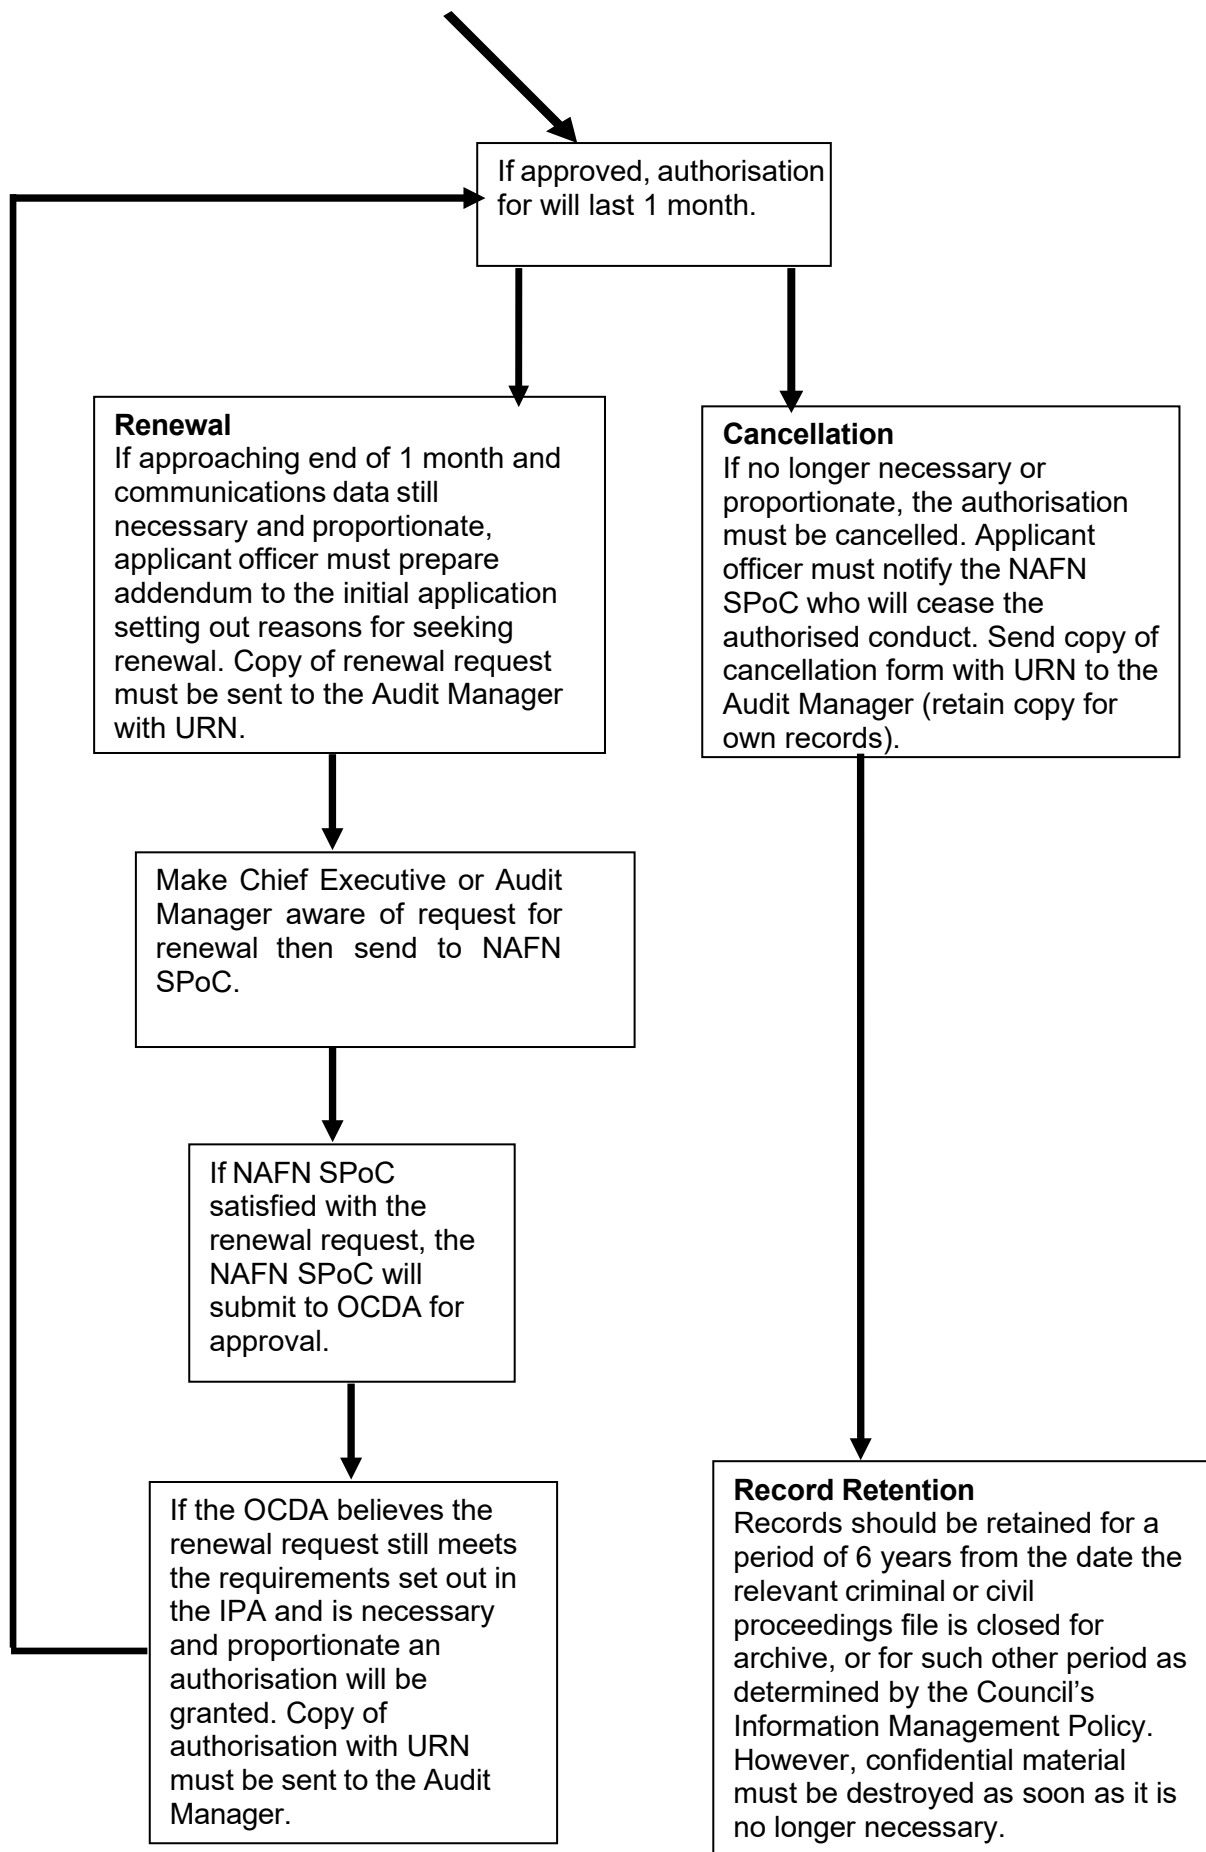 If approved, authorisation
for will last 1 month.
Renewal
If approaching end of 1 month and
communications data still
necessary and proportionate,
applicant officer must prepare
addendum to the initial application
setting out reasons for seeking
renewal. Copy of renewal request
must be sent to the Audit Manager
with URN.
Cancellation
If no longer necessary or
proportionate, the authorisation
must be cancelled. Applicant
officer must notify the NAFN
SPoC who will cease the
authorised conduct. Send copy of
cancellation form with URN to the
Audit Manager (retain copy for
own records).
Make Chief Executive or Audit
Manager aware of request for
renewal then send to NAFN
SPoC.
If NAFN SPoC
satisfied with the
renewal request, the
NAFN SPoC will
submit to OCDA for
approval.
If the OCDA believes the
renewal request still meets
the requirements set out in
the IPA and is necessary
and proportionate an
authorisation will be
granted. Copy of
authorisation with URN
must be sent to the Audit
Manager.
Record Retention
Records should be retained for a
period of 6 years from the date the
relevant criminal or civil
proceedings file is closed for
archive, or for such other period as
determined by the Council’s
Information Management Policy.
However, confidential material
must be destroyed as soon as it is
no longer necessary.